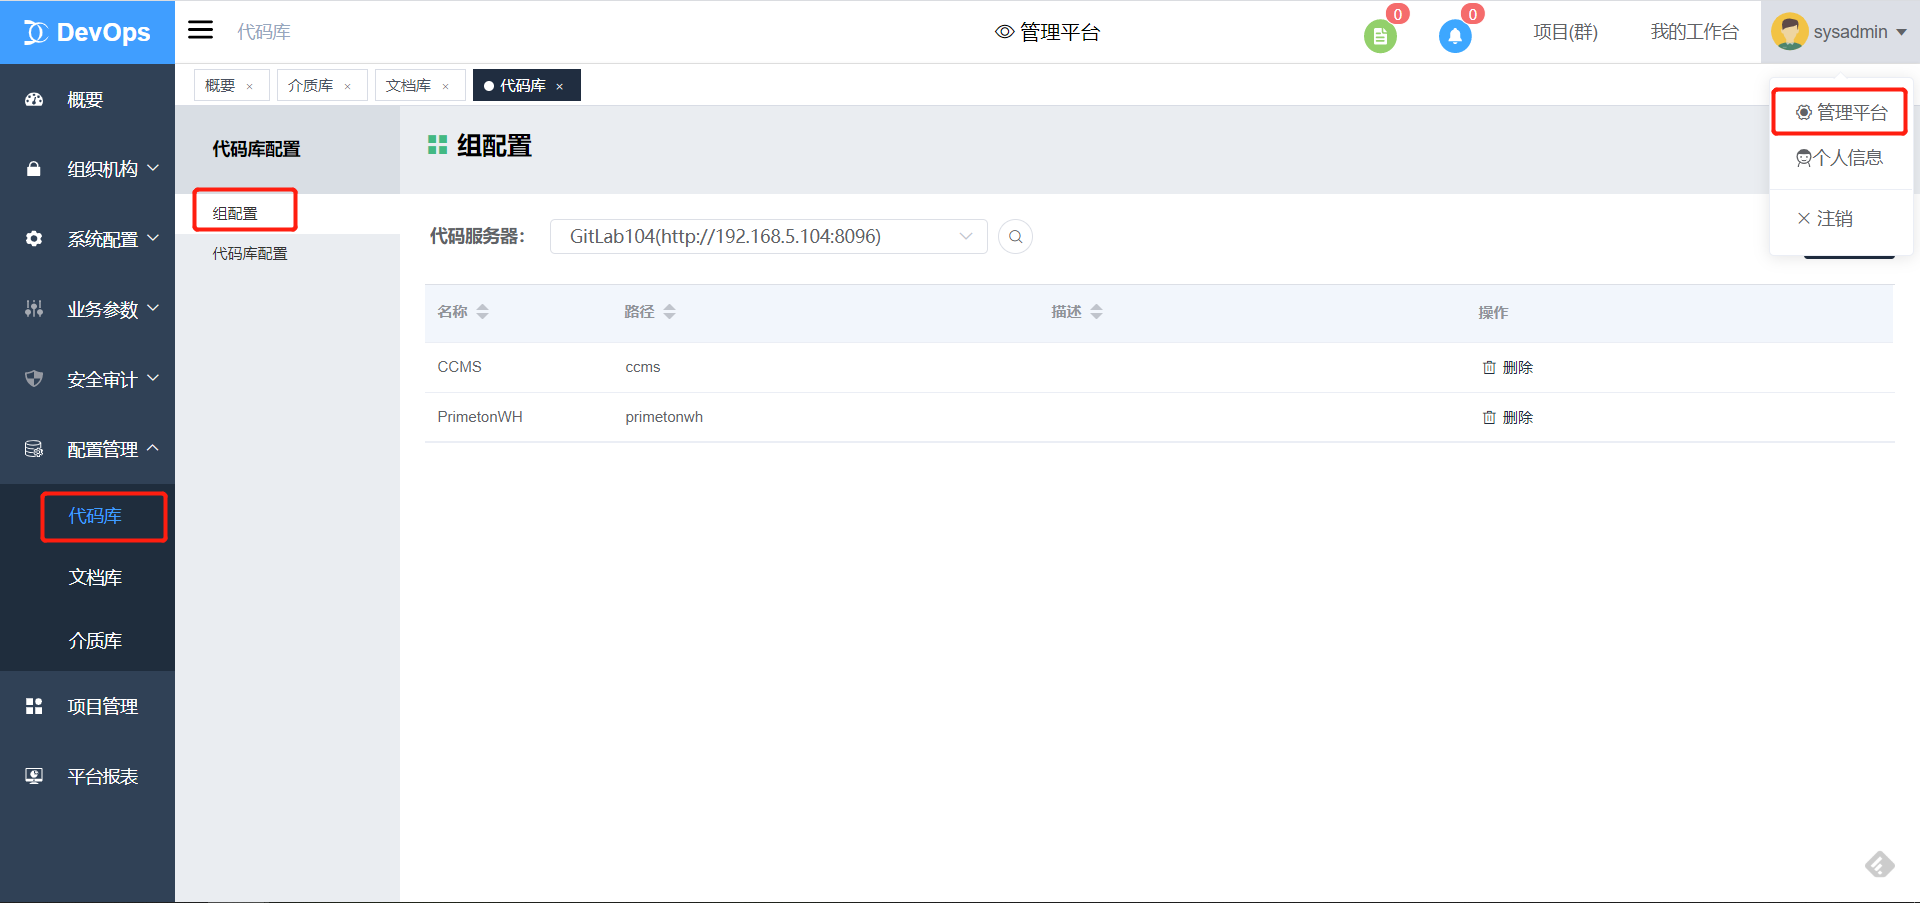 DevOps
代码库
管理平台
0
0
项目(群)
我的工作台
sysadmin
概要 ×
介质库 ×
文档库 ×
代码库 ×
管理平台
个人信息
注销
概要
组织机构
系统配置
业务参数
安全审计
配置管理
代码库
文档库
介质库
项目管理
平台报表
代码库配置
组配置
代码库配置
组配置
代码服务器:
GitLab104(http://192.168.5.104:8096)
名称 路径 描述 操作
CCMS ccms 删除
PrimetonWH primetonwh 删除